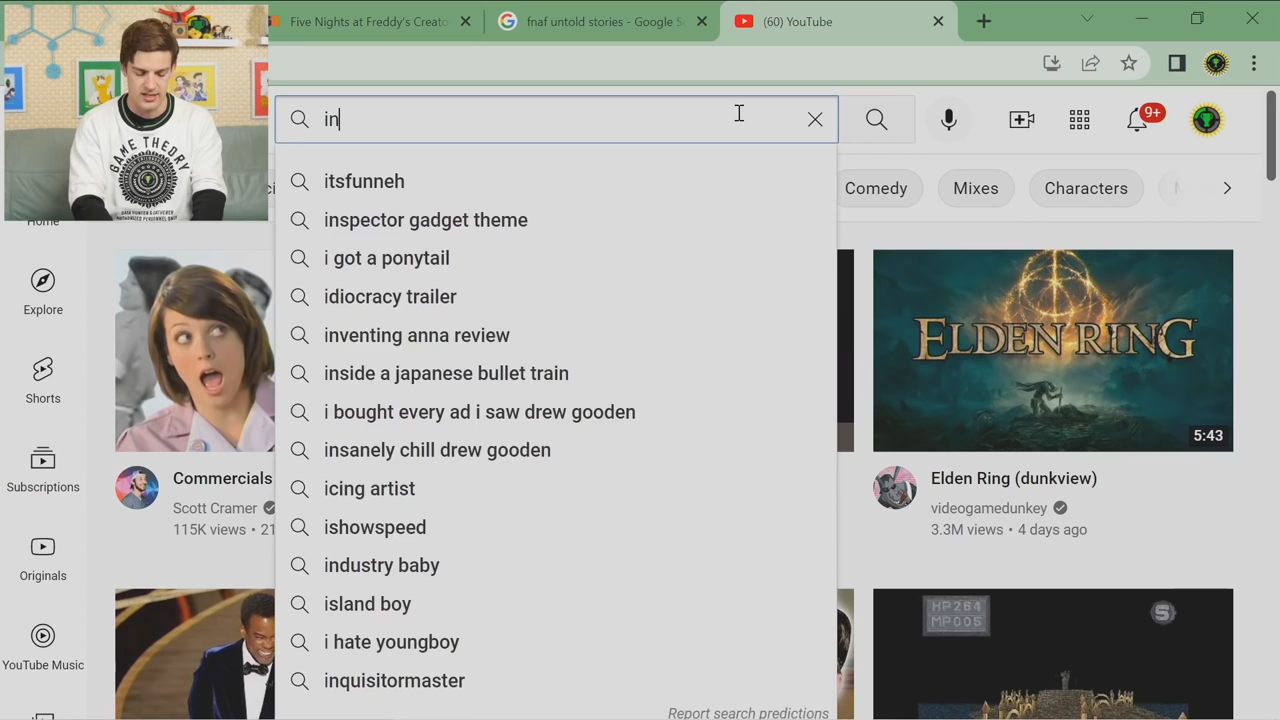 Five Nights at Freddy's Creato
fnaf untold stories - Google S
(60) YouTube
in
9+
GAME THEORY
Comedy
Mixes
Characters
itsfunneh
inspector gadget theme
i got a ponytail
idiocracy trailer
inventing anna review
inside a japanese bullet train
i bought every ad i saw drew gooden
insanely chill drew gooden
icing artist
ishowspeed
industry baby
island boy
i hate youngboy
inquisitormaster
Report search predictions
Home
Explore
Shorts
Subscriptions
Originals
YouTube Music
Commercials
Scott Cramer
115K views • 21
ELDEN RING
5:43
Elden Ring (dunkview)
videogamedunkey
3.3M views • 4 days ago
HP284
MP005
S